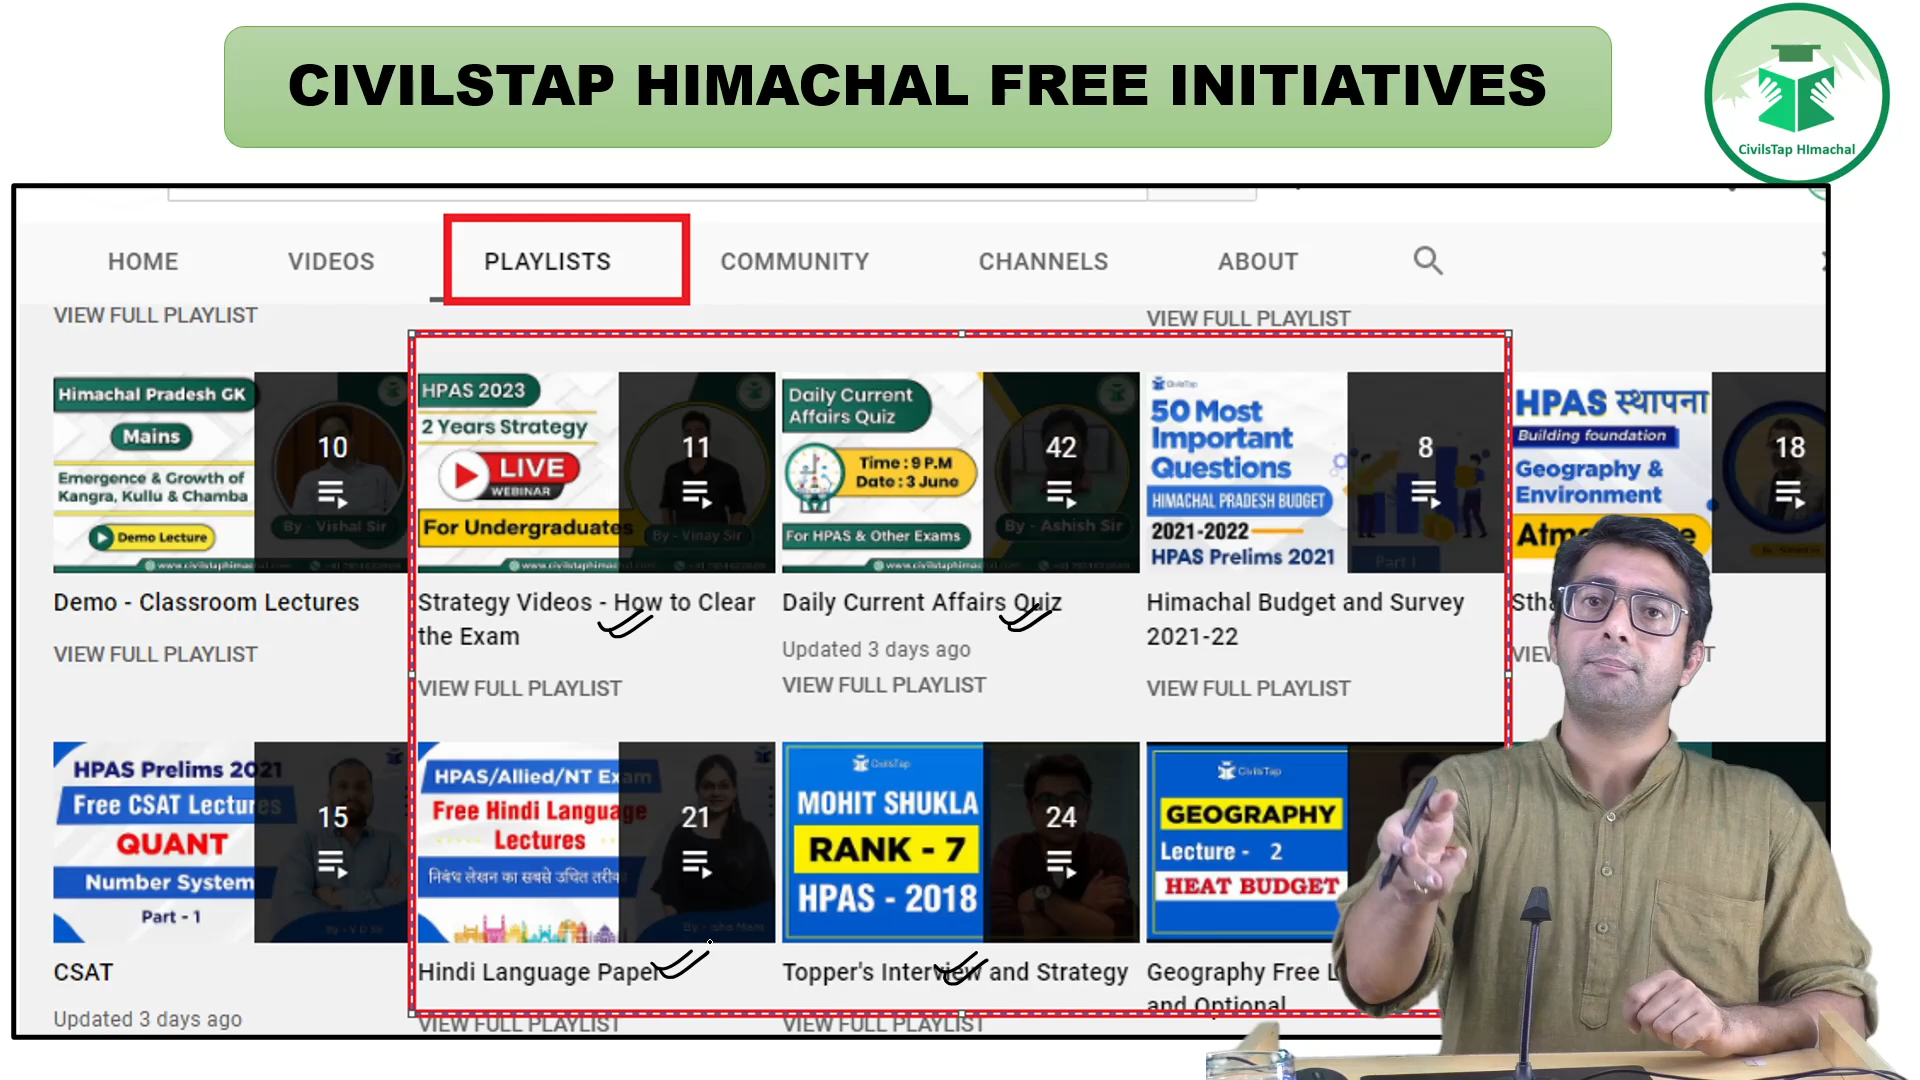 CIVILSTAP HIMACHAL FREE INITIATIVES
CivilsTap HImachal
HOME
VIDEOS
PLAYLISTS
COMMUNITY
CHANNELS
ABOUT
VIEW FULL PLAYLIST
VIEW FULL PLAYLIST
Himachal Pradesh GK
Mains
Emergence & Growth of
Kangra, Kullu & Chamba
Demo Lecture
10
By - Vishal Sir
Demo - Classroom Lectures
VIEW FULL PLAYLIST
HPAS 2023
2 Years Strategy
LIVE
WEBINAR
For Undergraduates
11
By - Vinay Sir
Strategy Videos - How to Clear
the Exam
VIEW FULL PLAYLIST
Daily Current
Affairs Quiz
Time : 9 P.M
Date : 3 June
For HPAS & Other Exams
42
By - Ashish Sir
Daily Current Affairs Quiz
Updated 3 days ago
VIEW FULL PLAYLIST
CivilsTap
50 Most
Important
Questions
HIMACHAL PRADESH BUDGET
2021-2022
HPAS Prelims 2021
8
Part 1
Himachal Budget and Survey
2021-22
VIEW FULL PLAYLIST
HPAS स्थापना
Building foundation
Geography &
Environment
18
HPAS Prelims 2021
Free CSAT Lectures
QUANT
Number System
Part - 1
15
By - V D Sir
CSAT
Updated 3 days ago
HPAS/Allied/NT Exam
Free Hindi Language
Lectures
निबंध लेखन का सबसे उचित तरीका
21
Hindi Language Paper
VIEW FULL PLAYLIST
CivilsTap
MOHIT SHUKLA
RANK - 7
HPAS - 2018
24
Topper's Interview and Strategy
VIEW FULL PLAYLIST
CivilsTap
GEOGRAPHY
Lecture - 2
HEAT BUDGET
Geography Free
and Optional